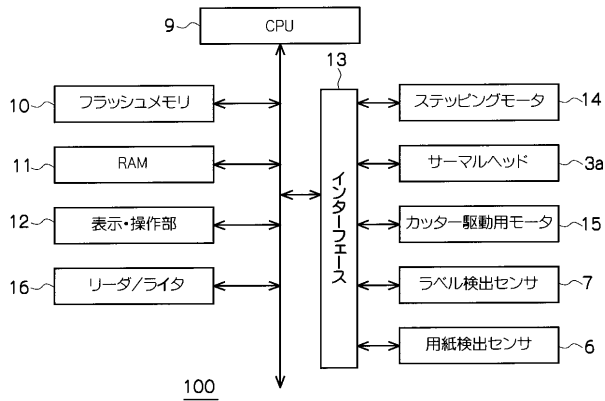 9
CPU
13
10
フラッシュメモリ
ステッピングモータ
14
11
RAM
サーマルヘッド
3a
12
表示・操作部
インターフェース
カッター駆動用モータ
15
16
リーダ/ライタ
ラベル検出センサ
7
用紙検出センサ
6
100